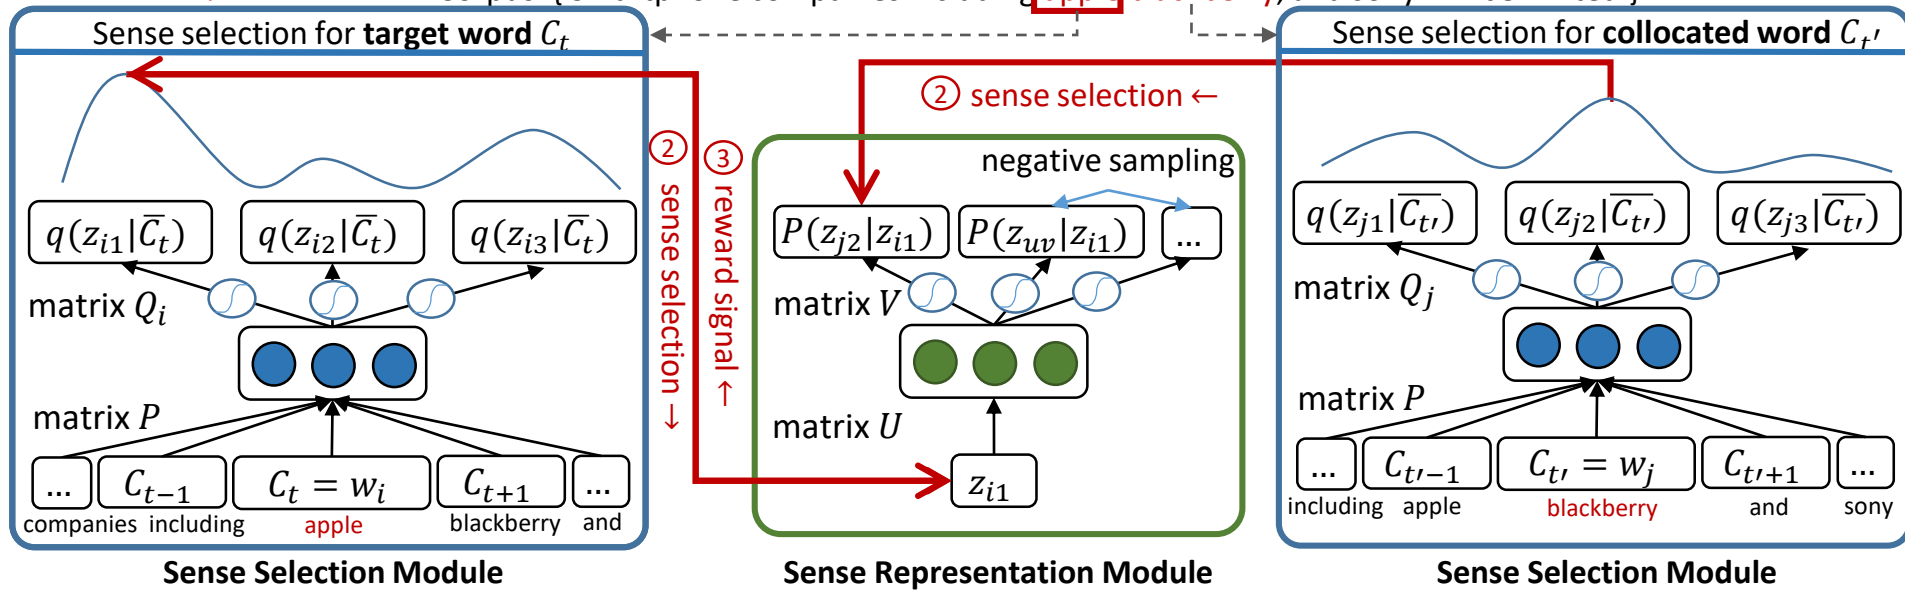 Sense selection for target word C_t
Sense selection for collocated word C_t'
② sense selection ←
② sense selection →
③ reward signal ←
negative sampling
q(z_i1|C̅_t) q(z_i2|C̅_t) q(z_i3|C̅_t)
P(z_j2|z_i1) P(z_uv|z_i1) ...
q(z_j1|C̅_t') q(z_j2|C̅_t') q(z_j3|C̅_t')
matrix Q_i
matrix V
matrix Q_j
matrix P
matrix U
matrix P
... C_t−1 C_t = w_i C_t+1 ...
companies including apple blackberry and
z_i1
... C_t'−1 C_t' = w_j C_t'+1 ...
including apple blackberry and sony
Sense Selection Module
Sense Representation Module
Sense Selection Module